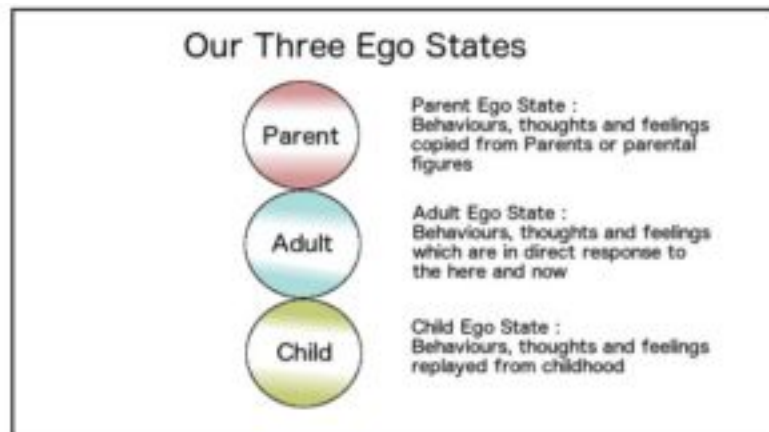 Our Three Ego States
Parent
Parent Ego State :
Behaviours, thoughts and feelings
copied from Parents or parental
figures
Adult
Adult Ego State :
Behaviours, thoughts and feelings
which are in direct response to
the here and now
Child
Child Ego State :
Behaviours, thoughts and feelings
replayed from childhood